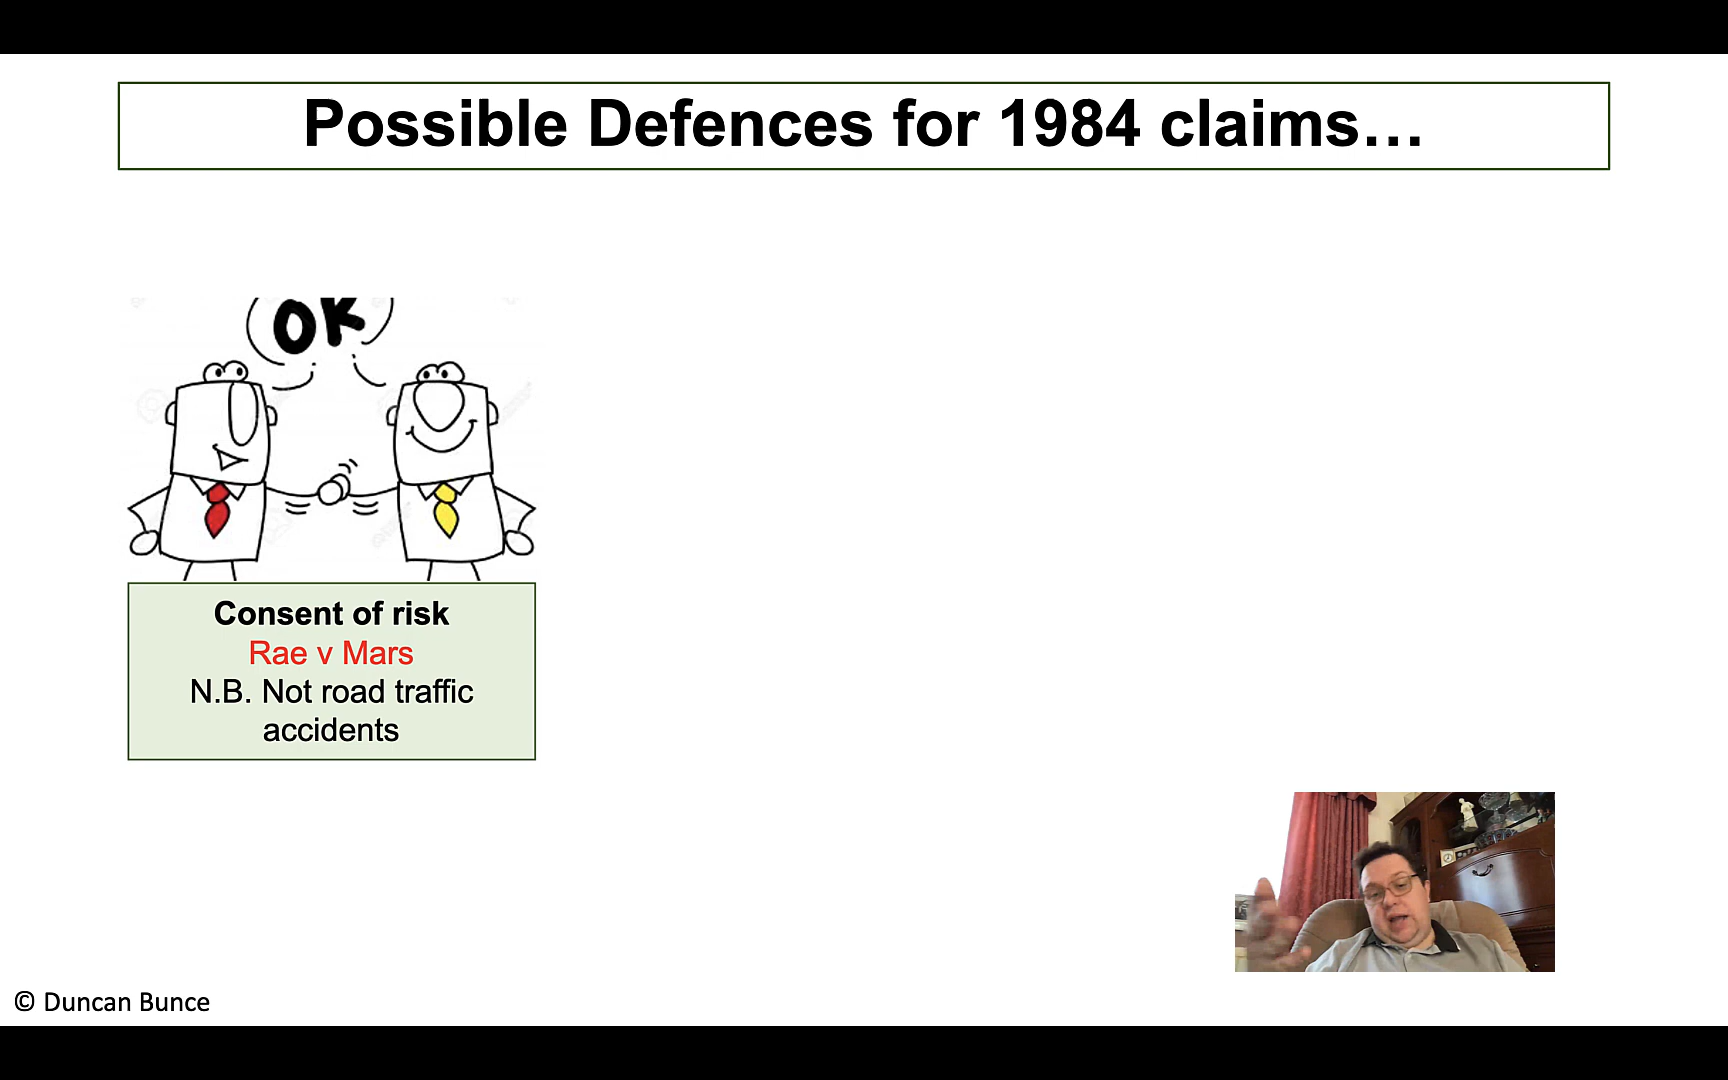 Possible Defences for 1984 claims…
OK
Consent of risk
Rae v Mars
N.B. Not road traffic
accidents
© Duncan Bunce